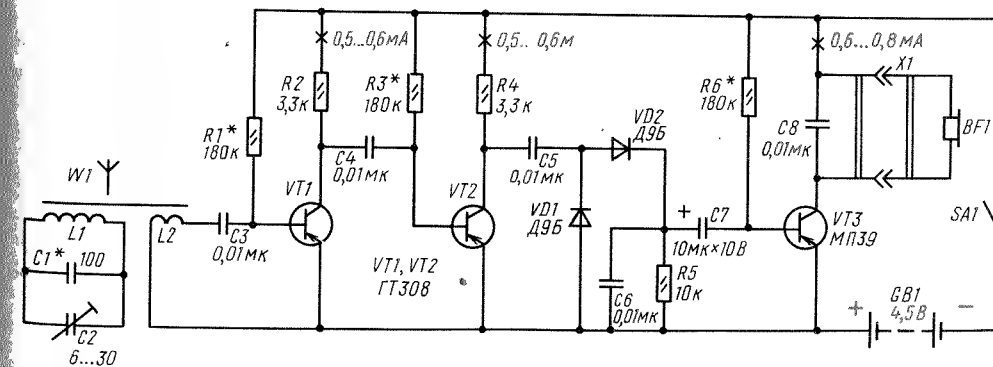 0,5...0,6мА
0,5.. 0,6м
0,6...0,8мА
R1*
180к
R2
3,3к
R3*
180к
R4
3,3к
R6*
180к
X1
C8
0,01мк
BF1
W1
L1
L2
C1* 100
C2
6...30
C3
0,01мк
VT1
C4
0,01мк
VT2
VT1, VT2
ГТ308
C5
0,01мк
VD2
Д9Б
VD1
Д9Б
+ C7
10мк×10В
C6
0,01мк
R5
10к
VT3
МП39
SA1
+ GB1 −
4,5В